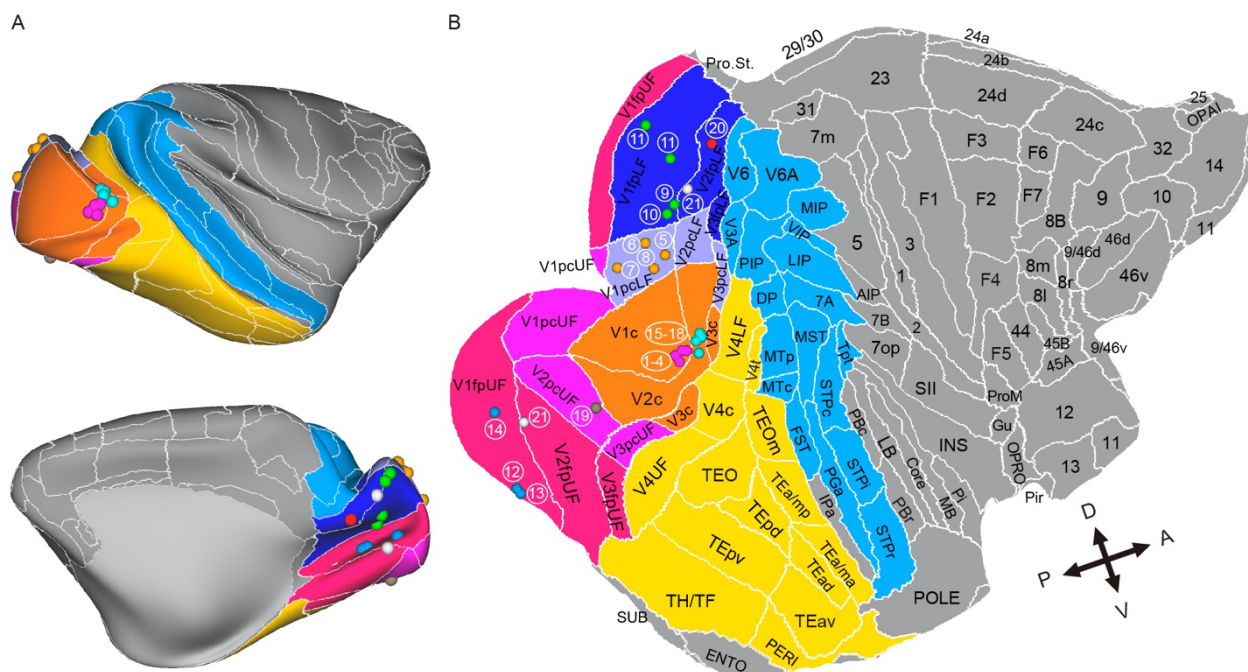 A
B
24a
29/30
24b
Pro.St.
23
24d
25
OPAI
V1fpUF
31
24c
7m
F3
32
14
20
11
11
V2fpLF
V6
V6A
F6
V1fpLF
F7
9
10
F1
F2
9
21
MIP
8B
11
10
V3fpLF
V3A
VIP
5
3
46d
9/46d
6
5
V2pcLF
8
PIP
LIP
8m
46v
V1pcUF
7
V1pcLF
V3pcLF
1
F4
8r
8l
DP
7A
AIP
V1pcUF
V1c
15-18
V3c
V4LF
7B
2
44
MST
Tpt
7op
45B
9/46v
1-4
V4t
MTp
F5
45A
V1fpUF
V2pcUF
V2c
MTc
STPc
SII
ProM
V3c
V4c
TEOm
PBc
12
14
21
19
LB
INS
Gu
V3pcUF
FST
Core
OPRO
11
V2fpUF
V3fpUF
V4UF
TEO
STPi
13
12
13
TEa/mp
PGa
IPa
PBr
MB
PI
Pir
TEpd
D
TEpv
STPr
A
TEa/ma
TEad
P
TH/TF
POLE
V
SUB
TEav
ENTO
PERI